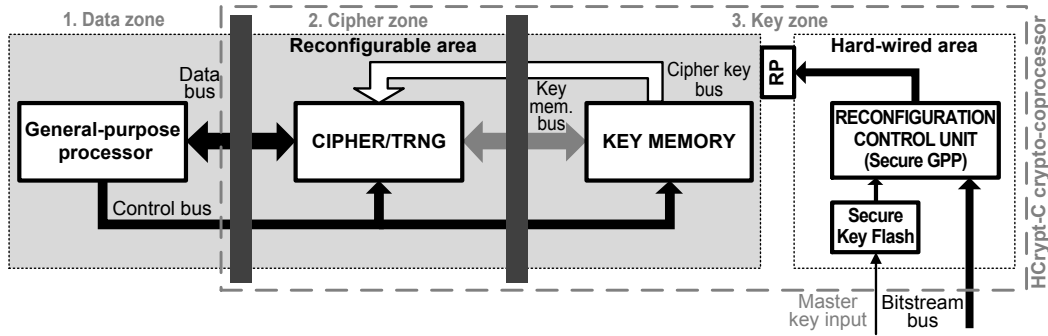 1. Data zone
2. Cipher zone
3. Key zone
Reconfigurable area
Hard-wired area
Data
bus
General-purpose
processor
CIPHER/TRNG
Key
mem.
bus
Cipher key
bus
KEY MEMORY
Control bus
RP
RECONFIGURATION
CONTROL UNIT
(Secure GPP)
Secure
Key Flash
Master
key input
Bitstream
bus
HCrypt-C crypto-coprocessor